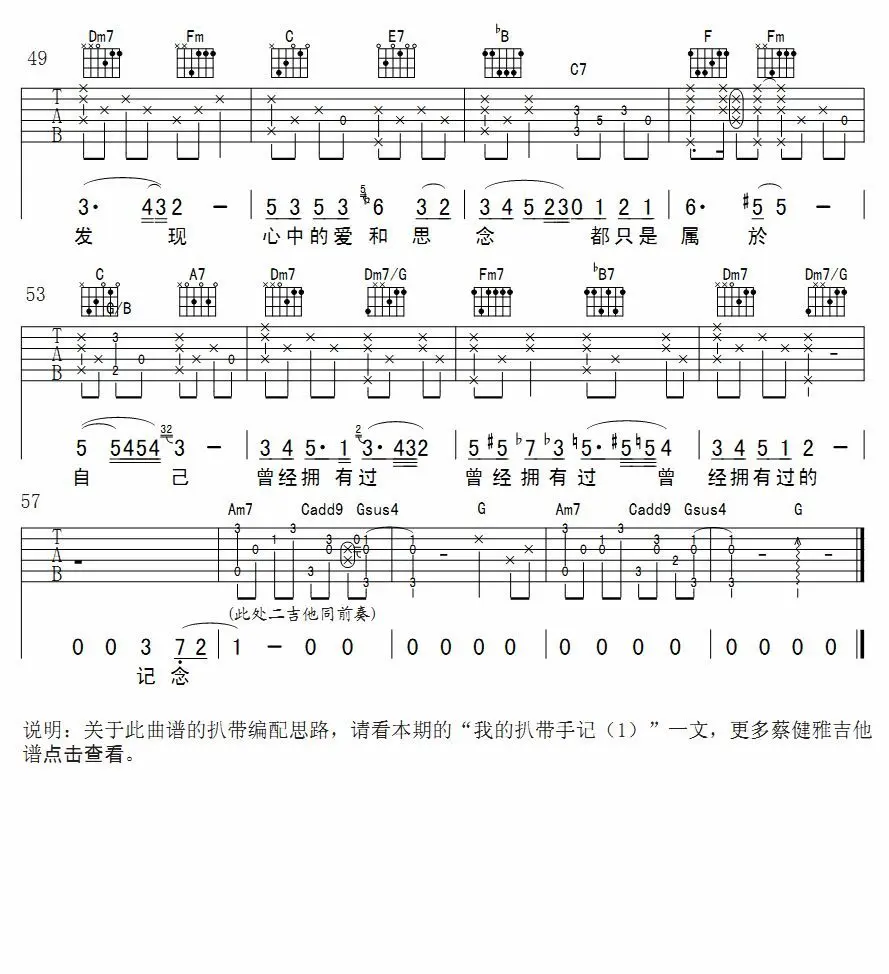 Dm7 Fm C E7 ♭B C7 F Fm
49
T A B
3· 432 - 5 3 5 3 ♮6 3 2 3 4 5 230 1 2 1 6· ♯5 5 -
发 现 心中的爱和 思 念 都只是 属 於
C G/B A7 Dm7 Dm7/G Fm7 ♭B7 Dm7 Dm7/G
53
T A B
5 5454 32 3 - 3 4 5· 1 2 3· 432 5 ♯5 ♭7 ♭3 ♮5· ♯5♮54 3 4 5 1 2 -
自 己 曾经拥 有过 曾经拥有过 曾 经拥有过的
57
Am7 Cadd9 Gsus4 G Am7 Cadd9 Gsus4 G
T A B
(此处二吉他同前奏)
0 0 3 7 2 1 - 0 0 0 0 0 0 0 0 0 0 0 0 0 0
记 念
说明：关于此曲谱的扒带编配思路，请看本期的“我的扒带手记（1）”一文，更多蔡健雅吉他
谱点击查看。